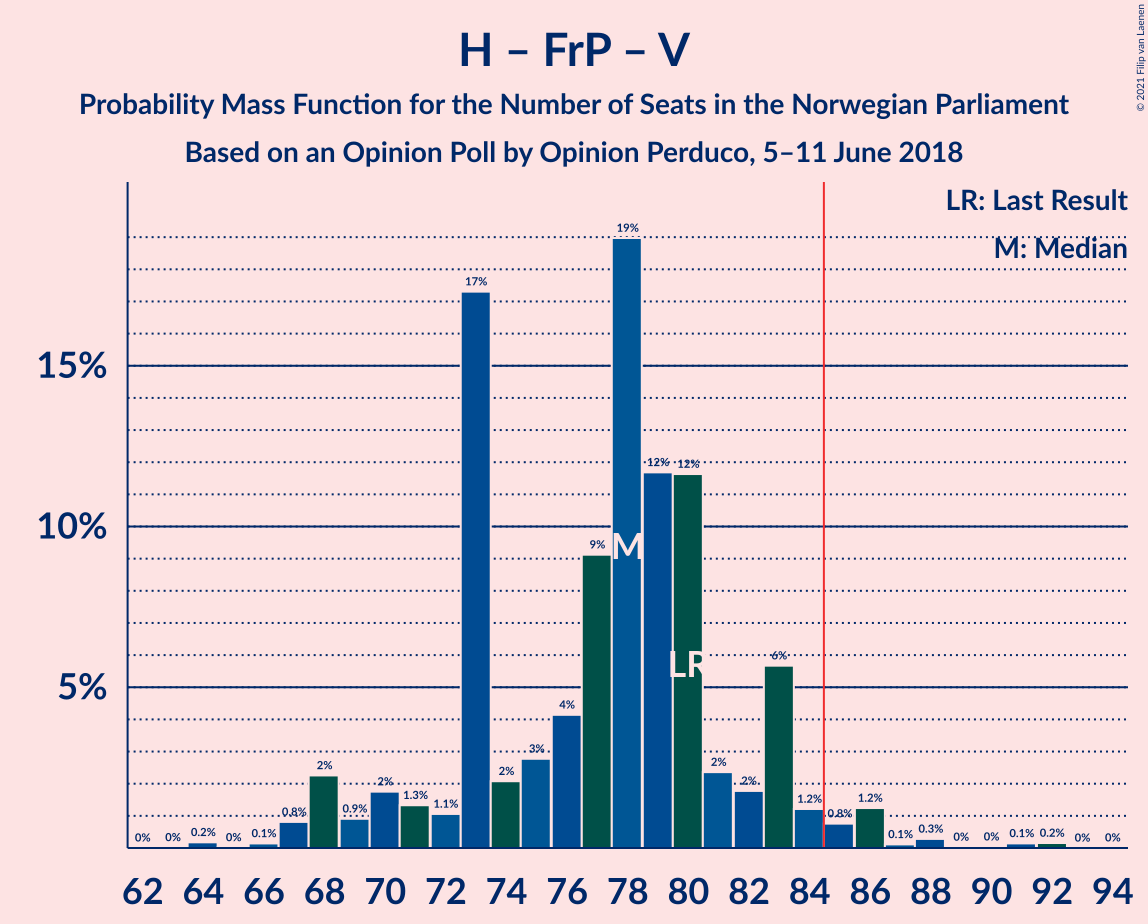 H – FrP – V
Probability Mass Function for the Number of Seats in the Norwegian Parliament
Based on an Opinion Poll by Opinion Perduco, 5–11 June 2018
© 2021 Filip van Laenen
LR: Last Result
M: Median
15%
10%
5%
0% 0% 0.2% 0% 0.1% 0.8% 2% 0.9% 2% 1.3% 1.1% 17% 2% 3% 4% 9% 19% 12% 12% 2% 2% 6% 1.2% 0.8% 1.2% 0.1% 0.3% 0% 0% 0.1% 0.2% 0% 0%
M
LR
62 64 66 68 70 72 74 76 78 80 82 84 86 88 90 92 94